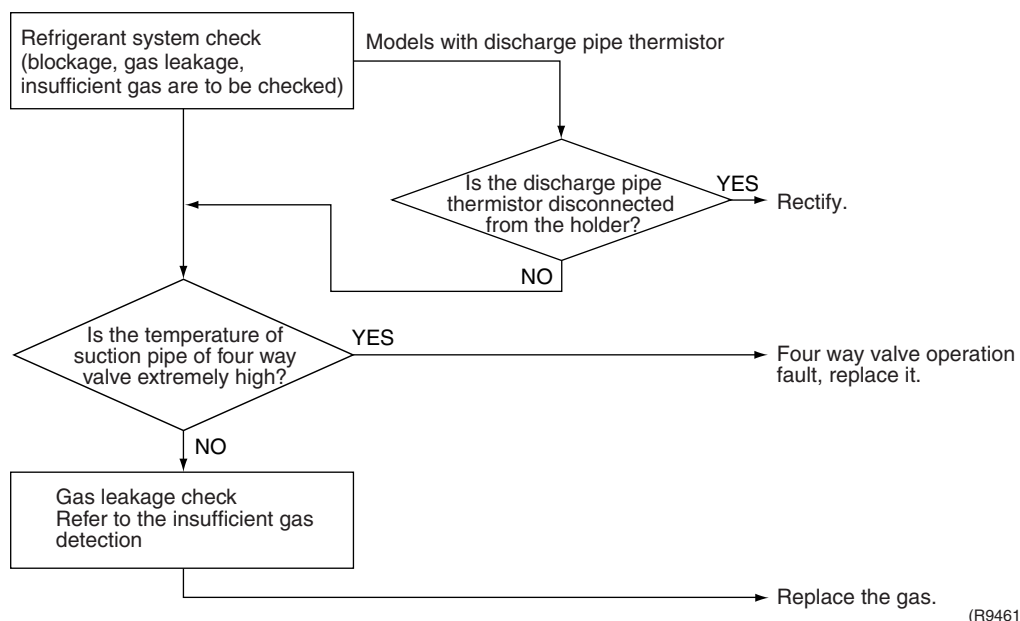 Refrigerant system check
(blockage, gas leakage,
insufficient gas are to be checked)
Models with discharge pipe thermistor
Is the discharge pipe
thermistor disconnected
from the holder?
YES
Rectify.
NO
Is the temperature of
suction pipe of four way
valve extremely high?
YES
Four way valve operation
fault, replace it.
NO
Gas leakage check
Refer to the insufficient gas
detection
Replace the gas.
(R9461